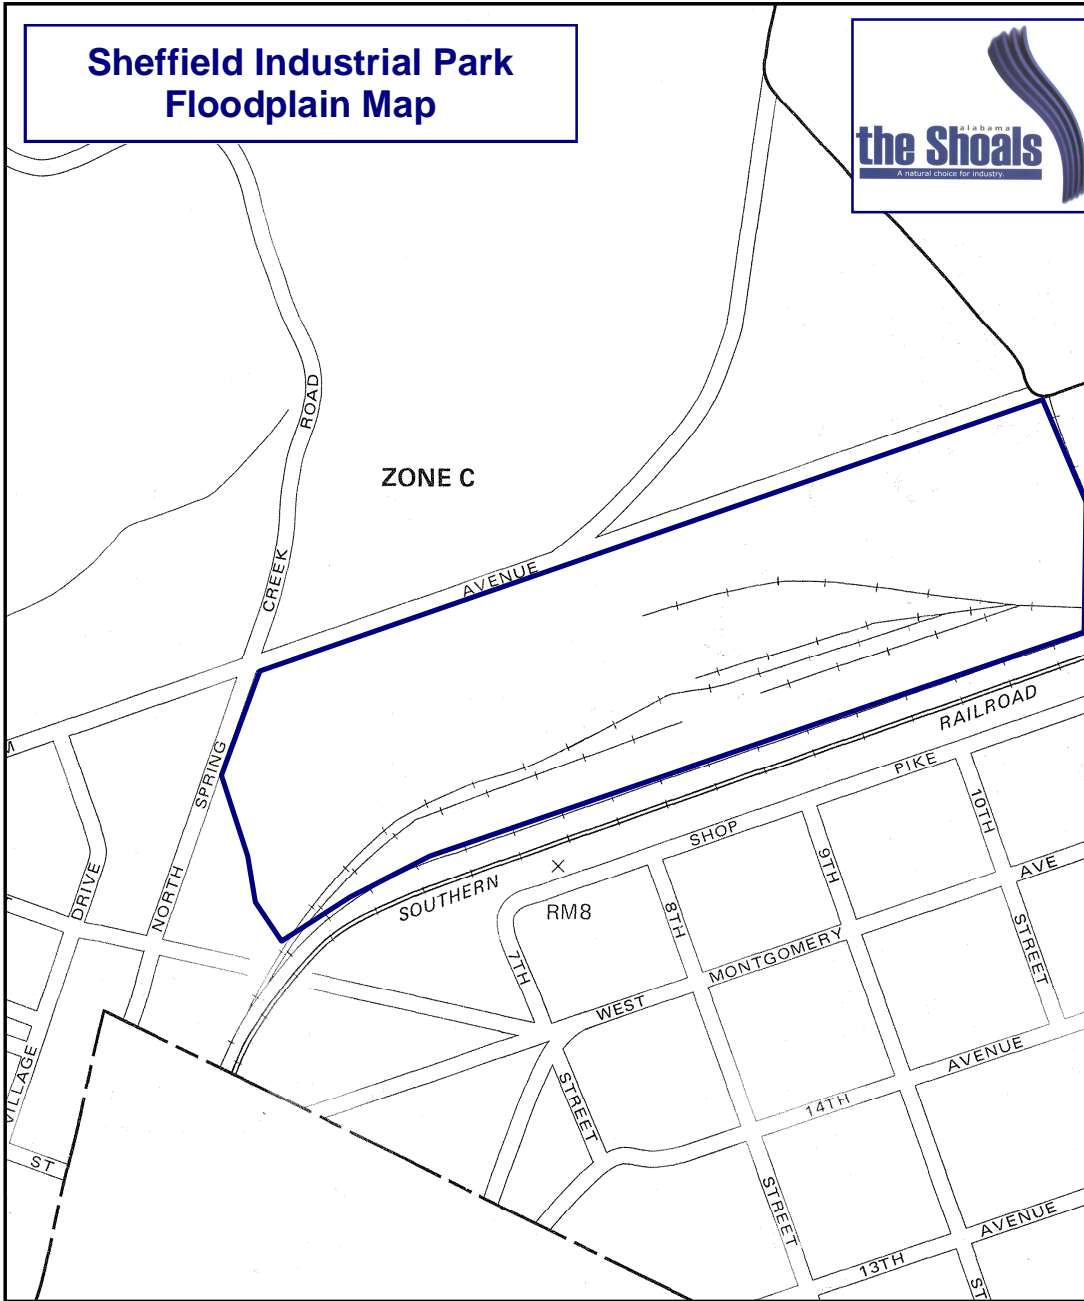 Sheffield Industrial Park
Floodplain Map
alabama
the Shoals
A natural choice for industry.
ROAD
ZONE C
CREEK
AVENUE
SPRING
NORTH
DRIVE
VILLAGE
ST
RAILROAD
SOUTHERN
PIKE
SHOP
RM8
7TH
8TH
9TH
10TH
AVE
STREET
MONTGOMERY
WEST
STREET
14TH
AVENUE
STREET
13TH
AVENUE
ST